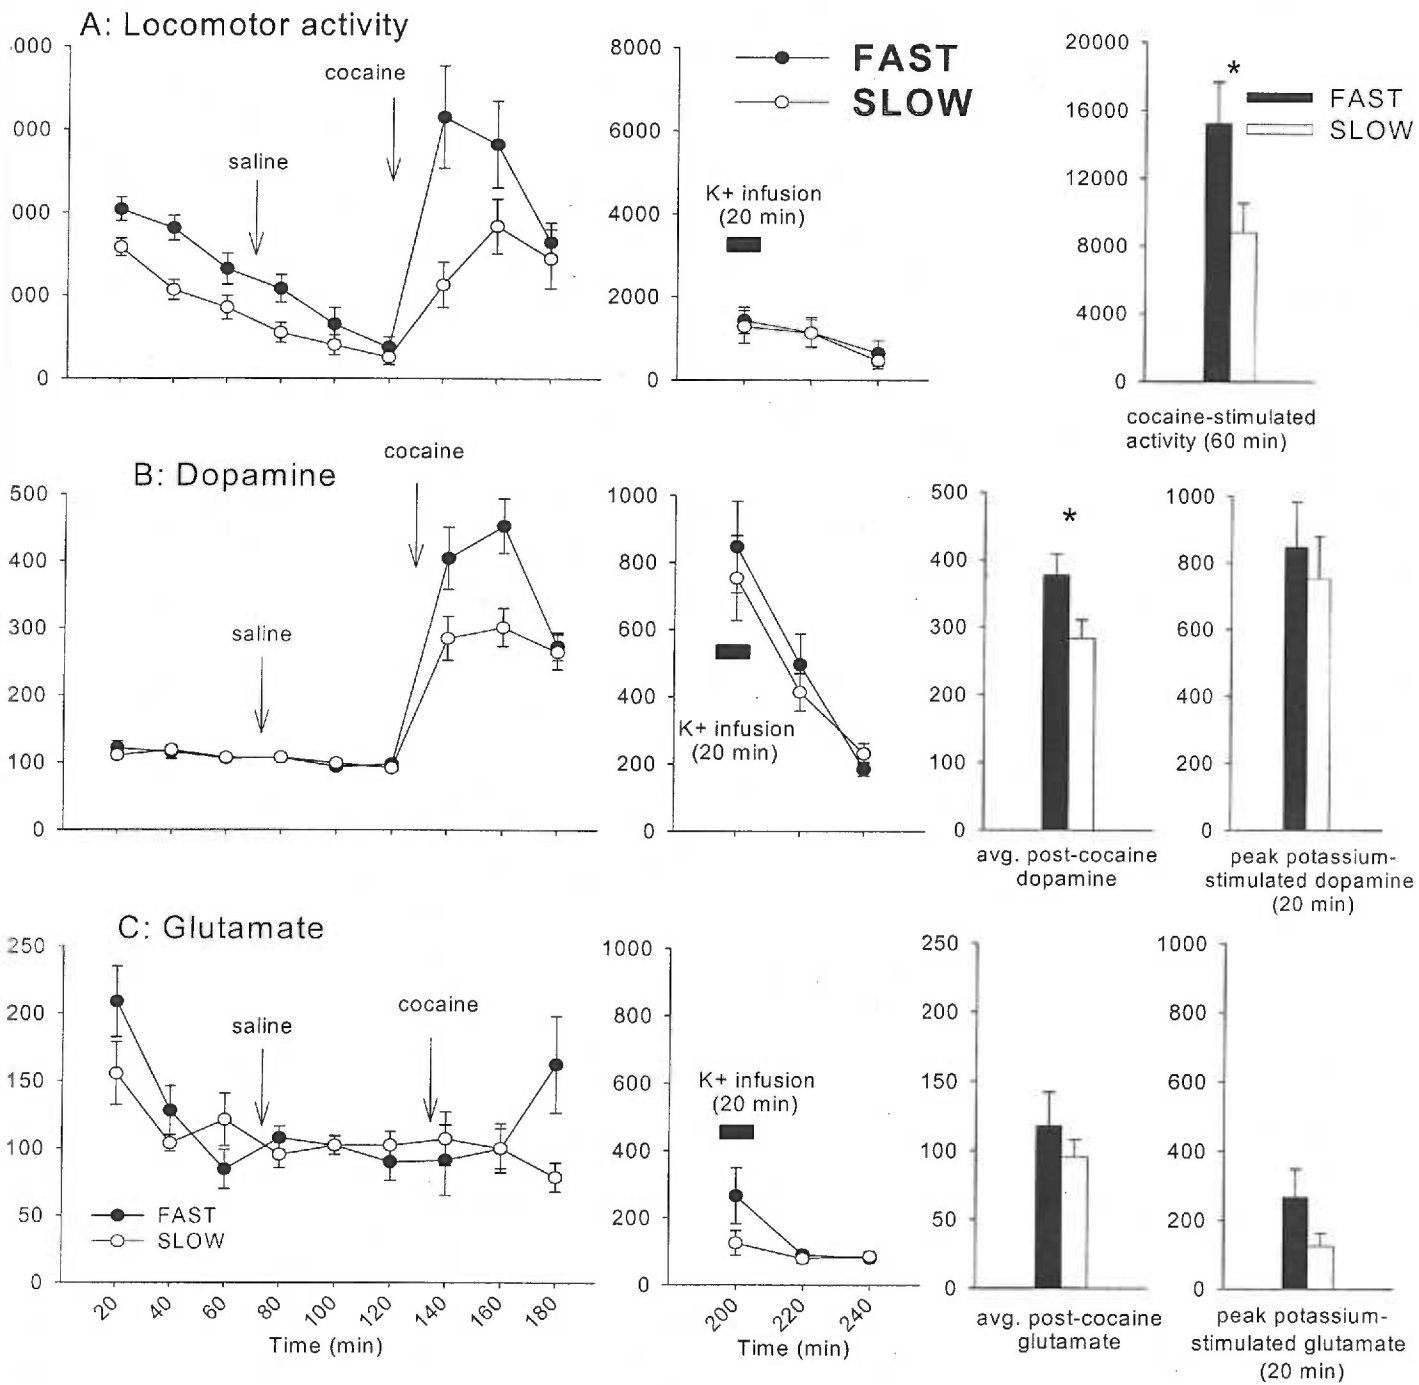 A: Locomotor activity
000
000
000
000
0
saline
cocaine
8000
6000
4000
2000
0
FAST
SLOW
K+ infusion
(20 min)
20000
16000
12000
8000
4000
0
*
FAST
SLOW
cocaine-stimulated
activity (60 min)
B: Dopamine
500
400
300
200
100
0
saline
cocaine
1000
800
600
400
200
0
K+ infusion
(20 min)
500
400
300
200
100
0
*
avg. post-cocaine
dopamine
1000
800
600
400
200
0
peak potassium-
stimulated dopamine
(20 min)
C: Glutamate
250
200
150
100
50
0
saline
cocaine
FAST
SLOW
20 40 60 80 100 120 140 160 180
Time (min)
1000
800
600
400
200
0
K+ infusion
(20 min)
200 220 240
Time (min)
250
200
150
100
50
0
avg. post-cocaine
glutamate
1000
800
600
400
200
0
peak potassium-
stimulated glutamate
(20 min)